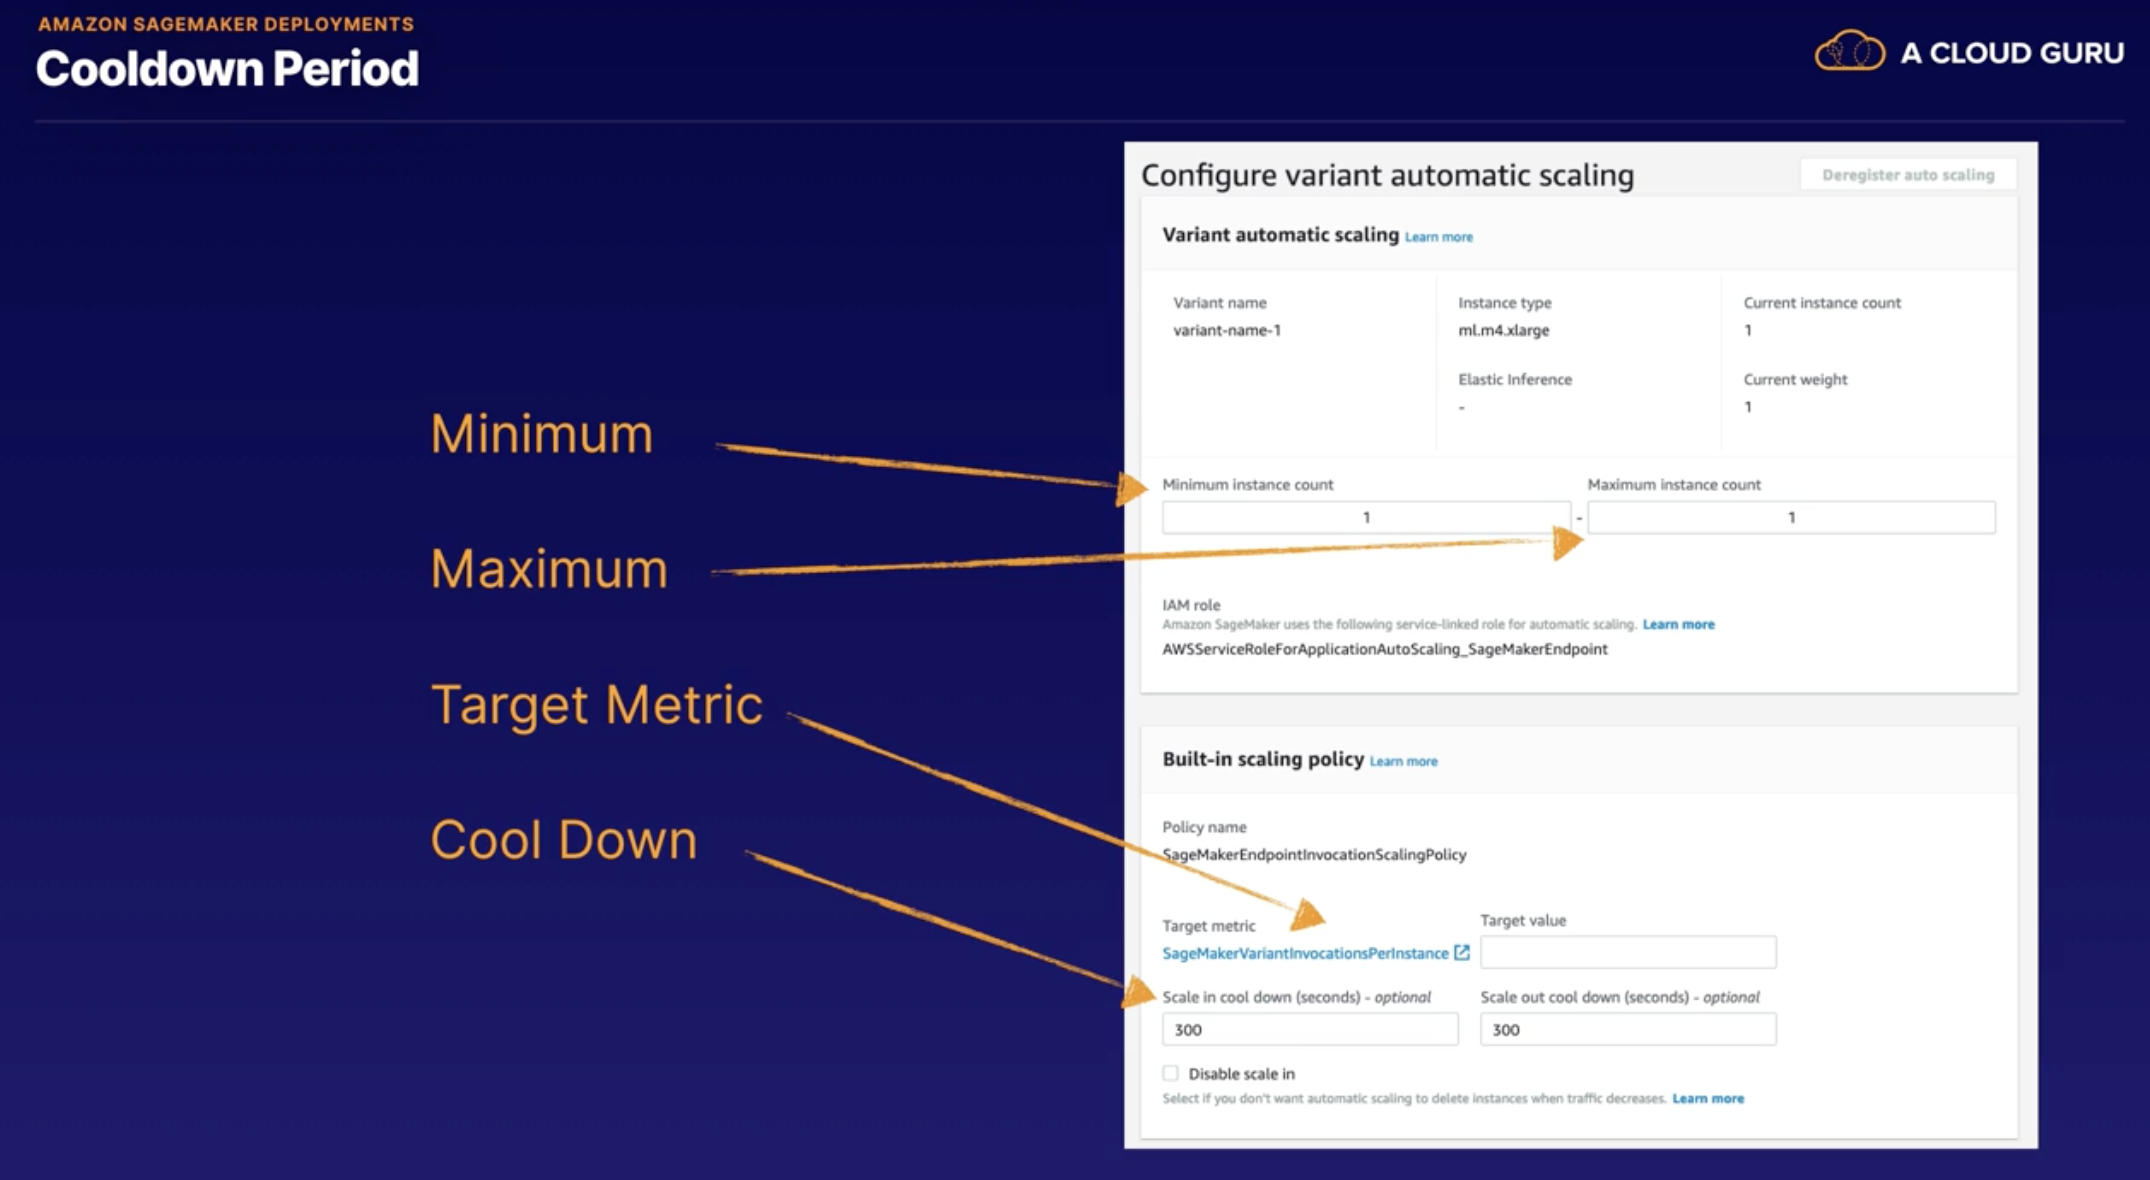 AMAZON SAGEMAKER DEPLOYMENTS
Cooldown Period
A CLOUD GURU
Minimum
Maximum
Target Metric
Cool Down
Configure variant automatic scaling
Deregister auto scaling
Variant automatic scaling Learn more
Variant name
variant-name-1
Instance type
ml.m4.xlarge
Elastic Inference
-
Current instance count
1
Current weight
1
Minimum instance count
1
-
Maximum instance count
1
IAM role
Amazon SageMaker uses the following service-linked role for automatic scaling. Learn more
AWSServiceRoleForApplicationAutoScaling_SageMakerEndpoint
Built-in scaling policy Learn more
Policy name
SageMakerEndpointInvocationScalingPolicy
Target metric
SageMakerVariantInvocationsPerInstance
Target value
Scale in cool down (seconds) - optional
300
Scale out cool down (seconds) - optional
300
Disable scale in
Select if you don't want automatic scaling to delete instances when traffic decreases. Learn more